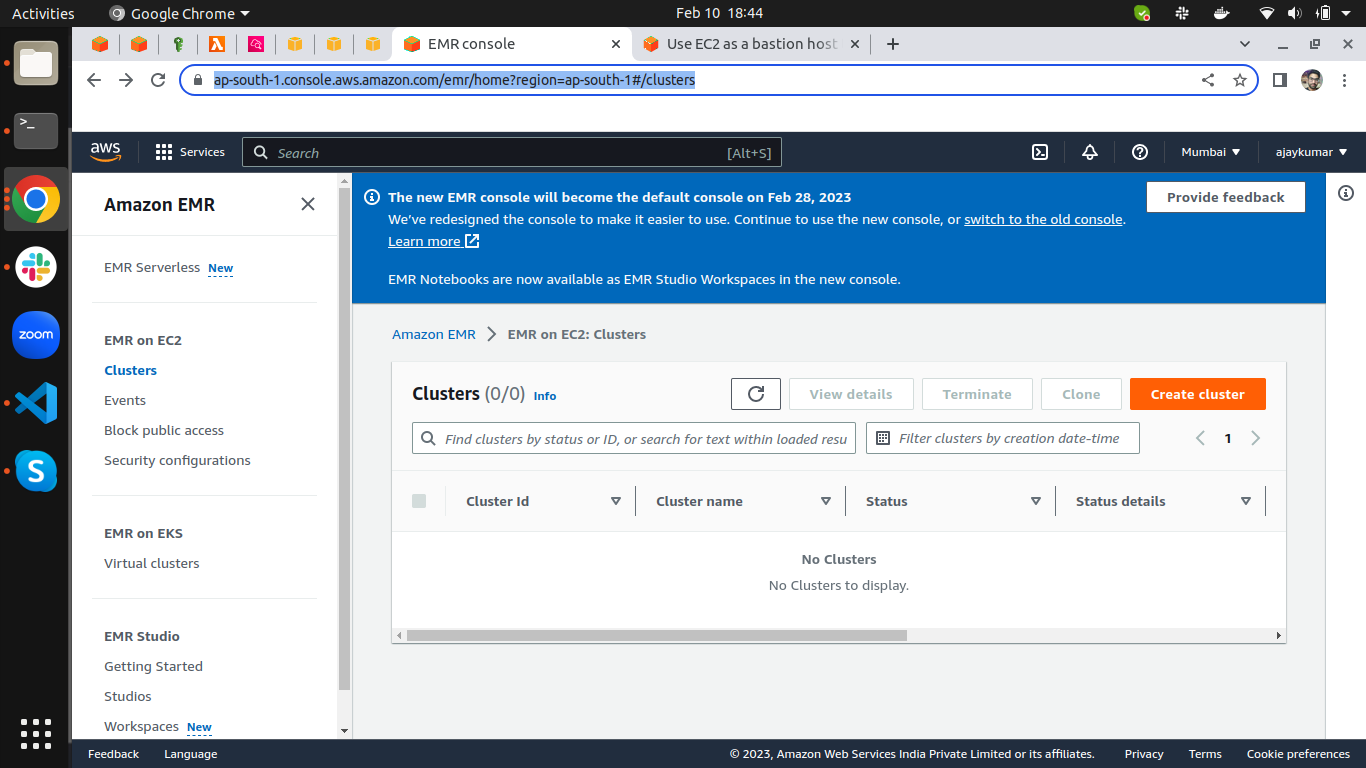 Activities
Google Chrome
Feb 10 18:44
EMR console
Use EC2 as a bastion host
ap-south-1.console.aws.amazon.com/emr/home?region=ap-south-1#/clusters
aws
Services
Search
[Alt+S]
Mumbai
ajaykumar
>_
zoom
S
Amazon EMR
EMR Serverless New
EMR on EC2
Clusters
Events
Block public access
Security configurations
EMR on EKS
Virtual clusters
EMR Studio
Getting Started
Studios
Workspaces New
The new EMR console will become the default console on Feb 28, 2023
We've redesigned the console to make it easier to use. Continue to use the new console, or switch to the old console.
Learn more
EMR Notebooks are now available as EMR Studio Workspaces in the new console.
Provide feedback
Amazon EMR
EMR on EC2: Clusters
Clusters (0/0) Info
View details
Terminate
Clone
Create cluster
Find clusters by status or ID, or search for text within loaded resu
Filter clusters by creation date-time
1
Cluster Id
Cluster name
Status
Status details
No Clusters
No Clusters to display.
Feedback
Language
© 2023, Amazon Web Services India Private Limited or its affiliates.
Privacy
Terms
Cookie preferences